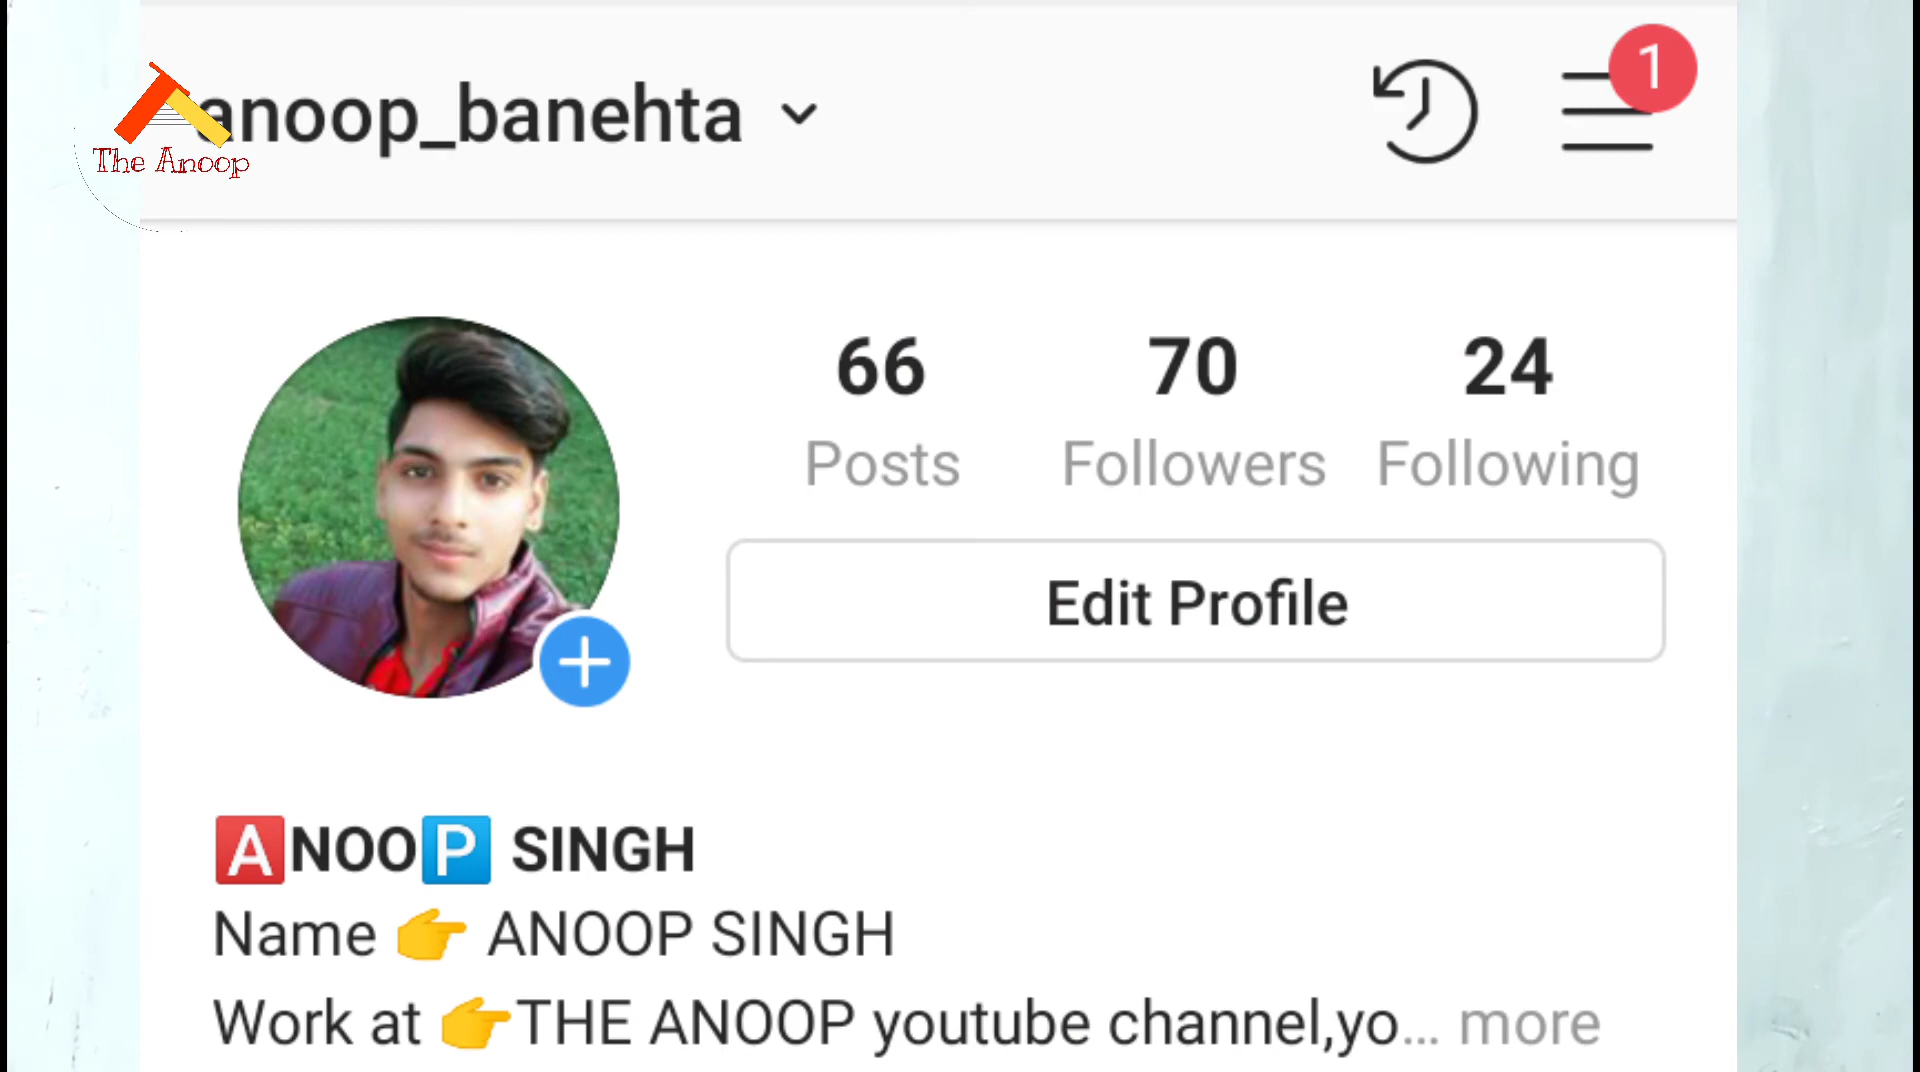 anoop_banehta
1
The Anoop
66 70 24
Posts Followers Following
Edit Profile
🅰NOO🅿 SINGH
Name 👉 ANOOP SINGH
Work at 👉THE ANOOP youtube channel,yo... more